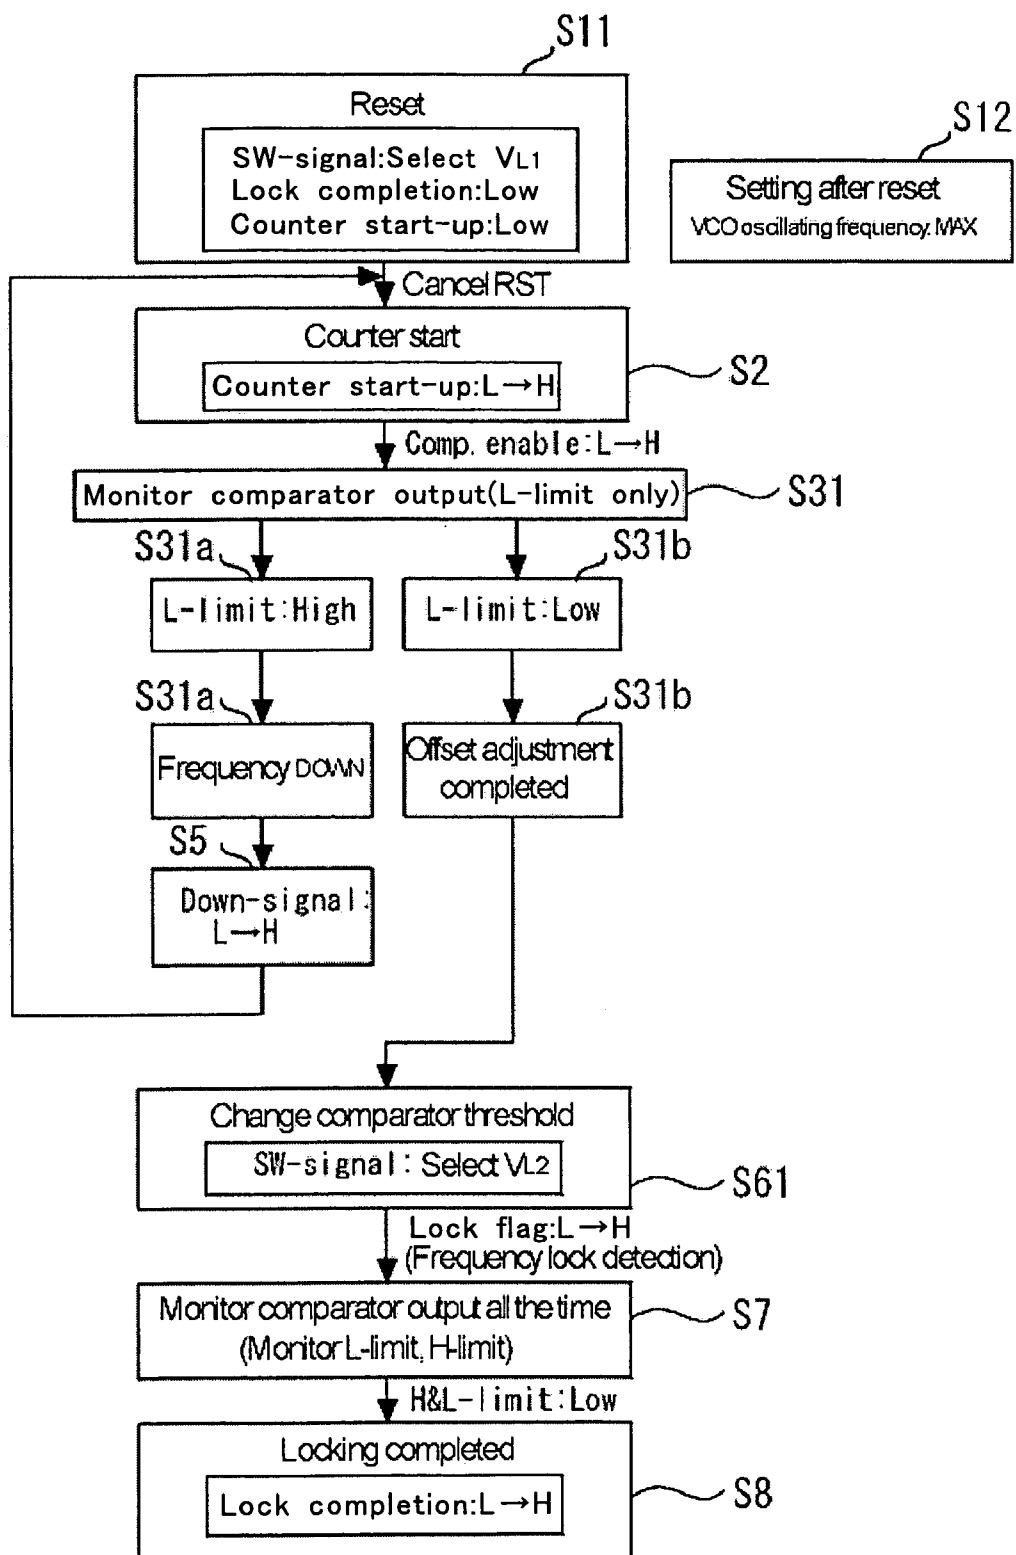 S11
Reset
SW-signal:Select VL1
Lock completion:Low
Counter start-up:Low
S12
Setting after reset
VCO oscillating frequency: MAX
Cancel RST
Counter start
Counter start-up:L→H
S2
Comp. enable:L→H
Monitor comparator output(L-limit only)
S31
S31a
S31b
L-limit:High
L-limit:Low
S31a
S31b
Frequency DOWN
Offset adjustment
completed
S5
Down-signal:
L→H
Change comparator threshold
SW-signal: Select VL2
S61
Lock flag:L→H
(Frequency lock detection)
Monitor comparator output all the time
(Monitor L-limit, H-limit)
S7
H&L-limit:Low
Locking completed
Lock completion:L→H
S8